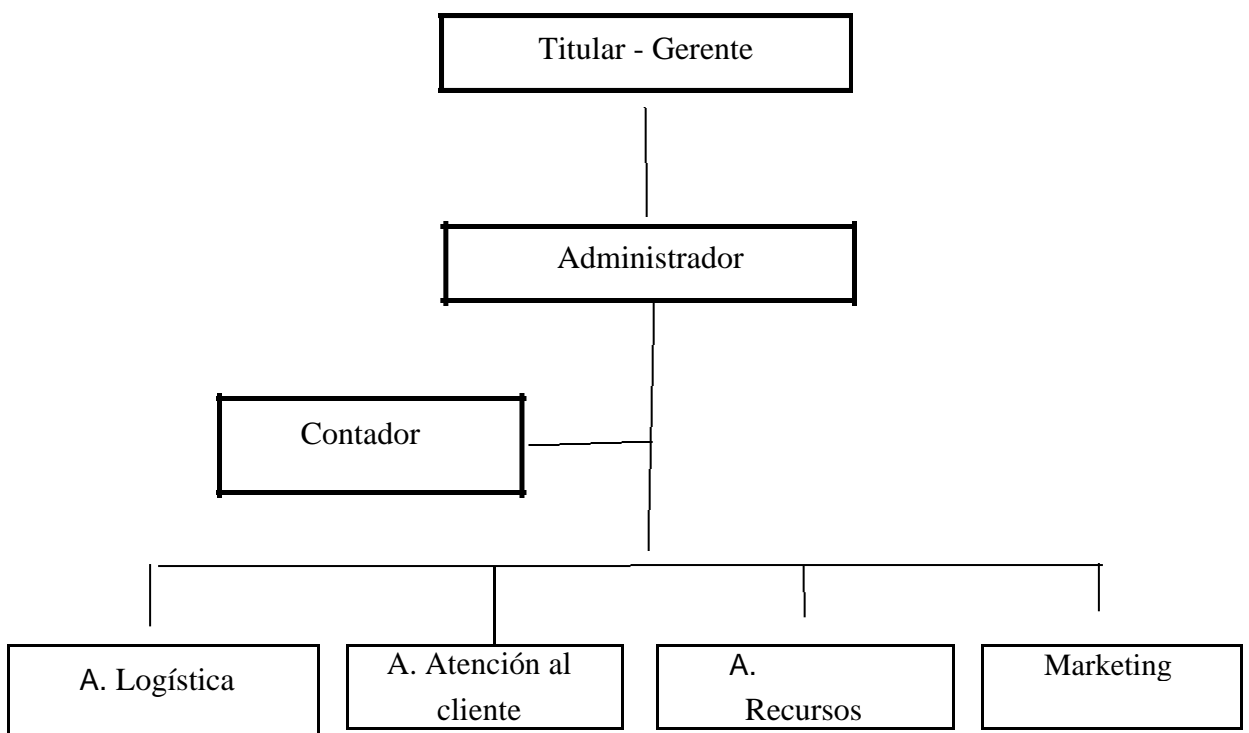 Titular - Gerente
Administrador
Contador
A. Logística
A. Atención al
cliente
A.
Recursos
Marketing